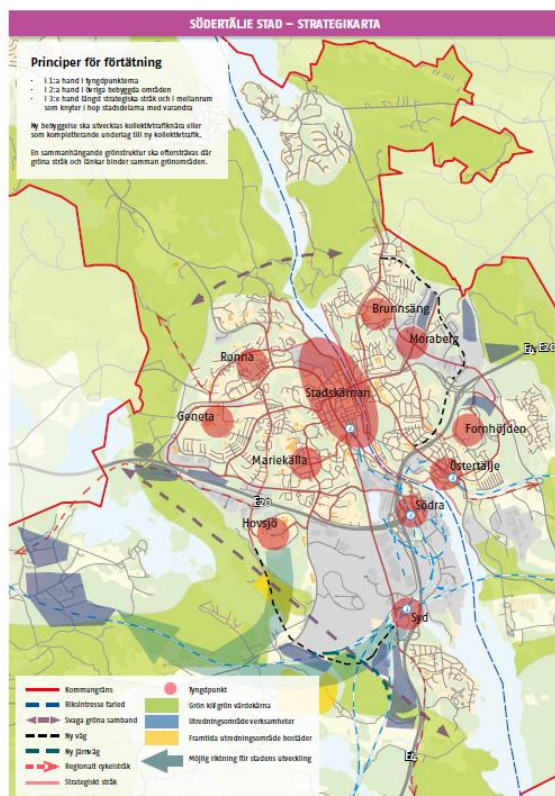 SÖDERTÄLJE STAD – STRATEGIKARTA
Principer för förtätning
- I 1:a hand i tyngdpunkterna
- I 2:a hand i övriga bebyggda områden
- I 3:e hand längst strategiska stråk och i mellanrum
som knyter i hop stadsdelarna med varandra
Ny bebyggelse ska utvecklas kollektivtrafiknära eller
som kompletterande underlag till ny kollektivtrafik.
En sammanhängande grönstruktur ska eftersträvas där
gröna stråk och länkar binder samman grönområden.
Brunnsäng
Moraberg
E20
Ronna
Stadskärnan
Geneta
Fornhöjden
Mariekälla
Östertälje
E20
Södra
Hovsjö
Syd
E4
Kommungräns
Riksintresse farled
Svaga gröna samband
Ny väg
Ny järnväg
Regionalt cykelstråk
Strategiskt stråk
Tyngdpunkt
Grön kil/ grön värdekärna
Utredningsområde verksamheter
Framtida utredningsområde bostäder
Möjlig riktning för stadens utveckling